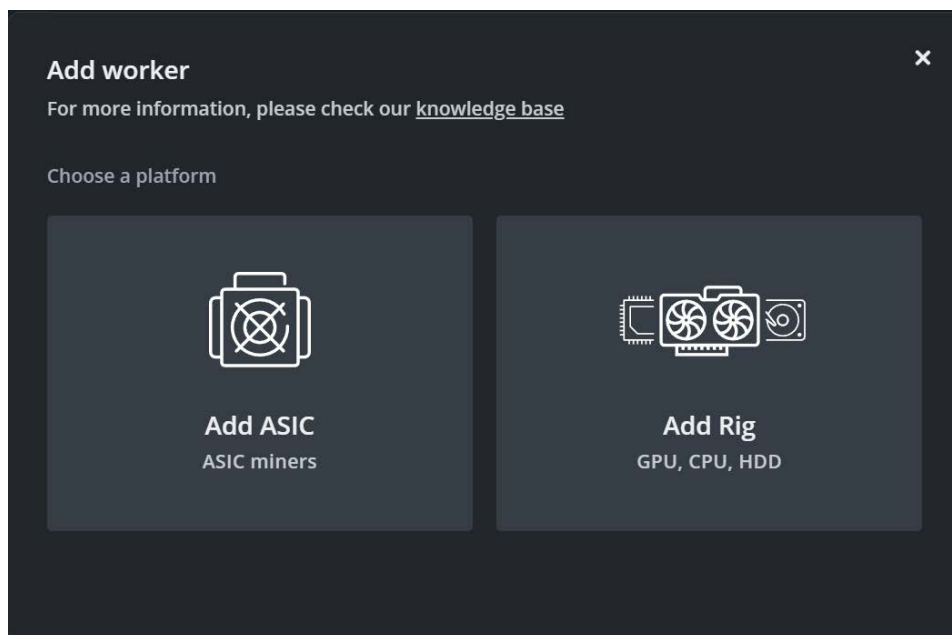 Add worker
For more information, please check our knowledge base
Choose a platform
Add ASIC
ASIC miners
Add Rig
GPU, CPU, HDD